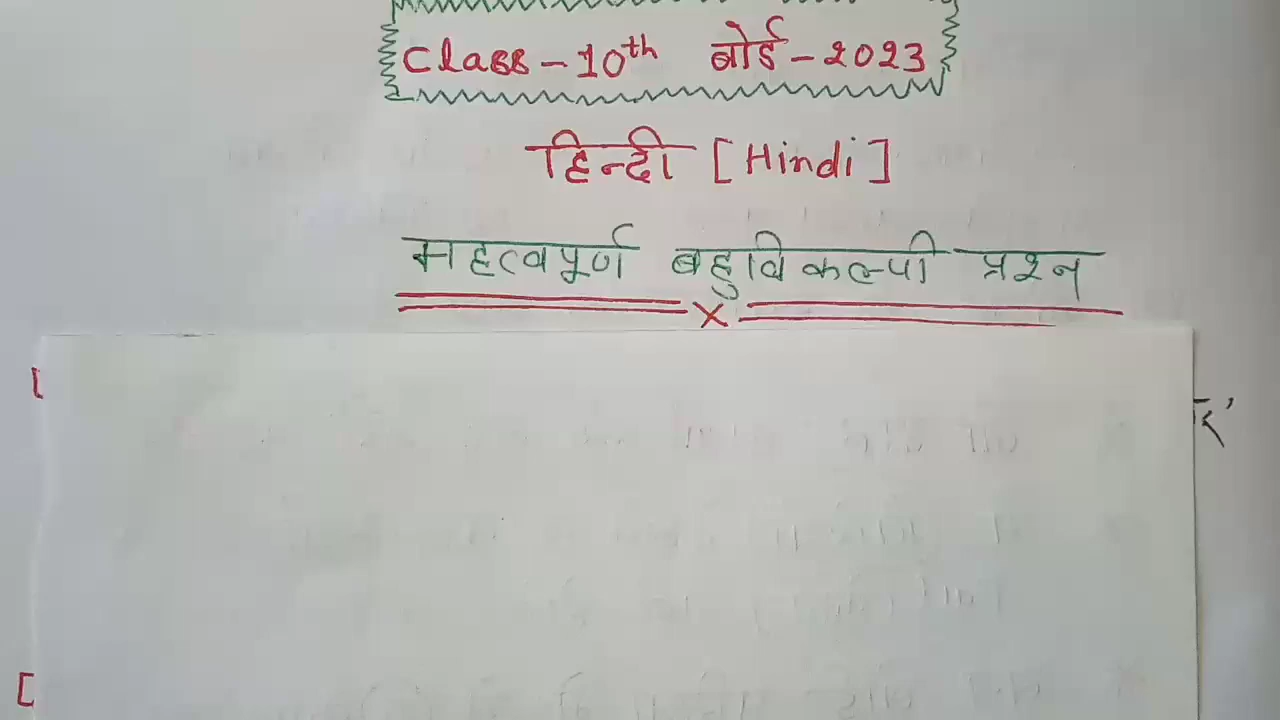 Class-10th बोर्ड-2023
हिन्दी [Hindi]
महत्वपूर्ण बहुविकल्पी प्रश्न